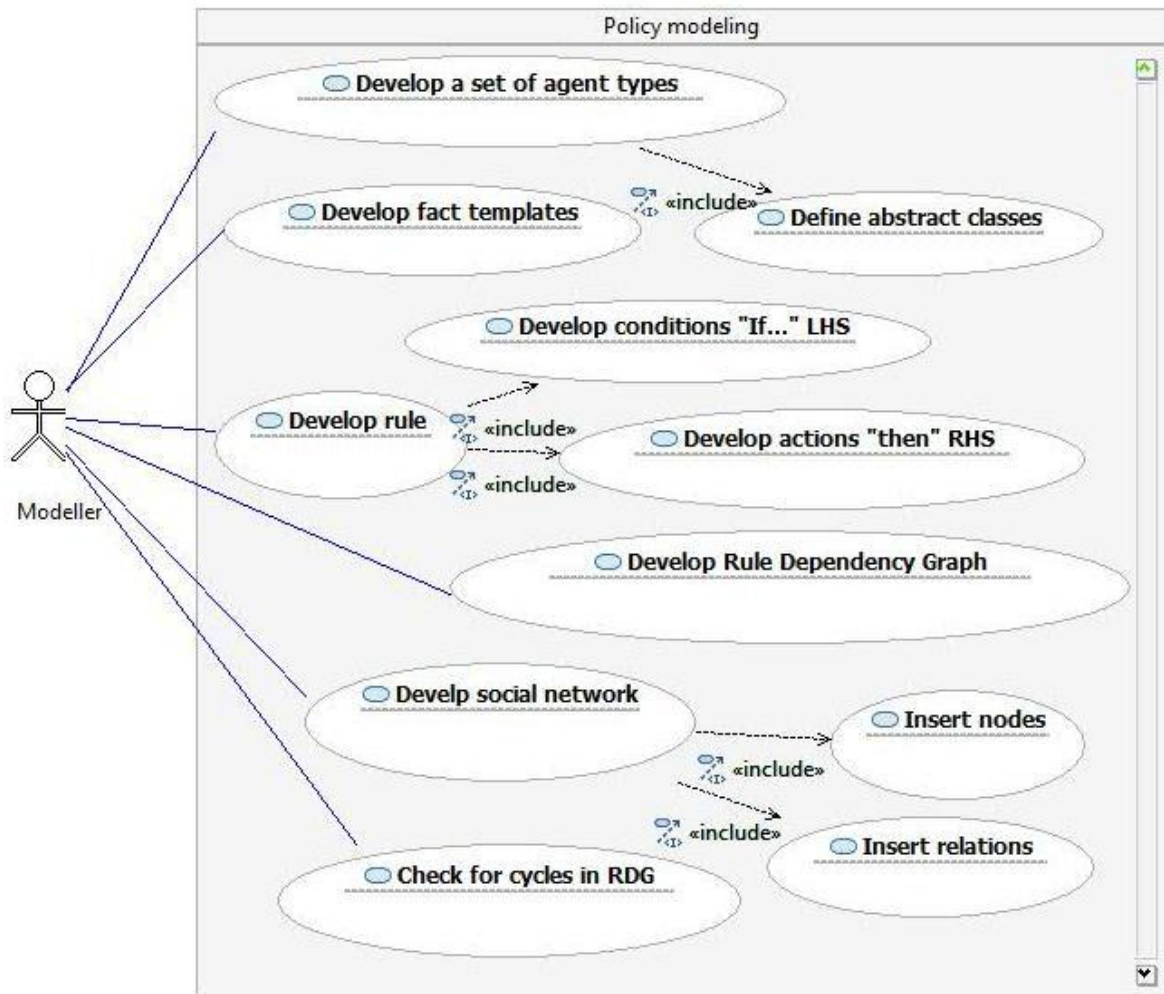 Policy modeling
Develop a set of agent types
«include»
Develop fact templates
Define abstract classes
Develop conditions "If..." LHS
Develop rule
«include»
Develop actions "then" RHS
«include»
Modeller
Develop Rule Dependency Graph
Develp social network
Insert nodes
«include»
«include»
Insert relations
Check for cycles in RDG